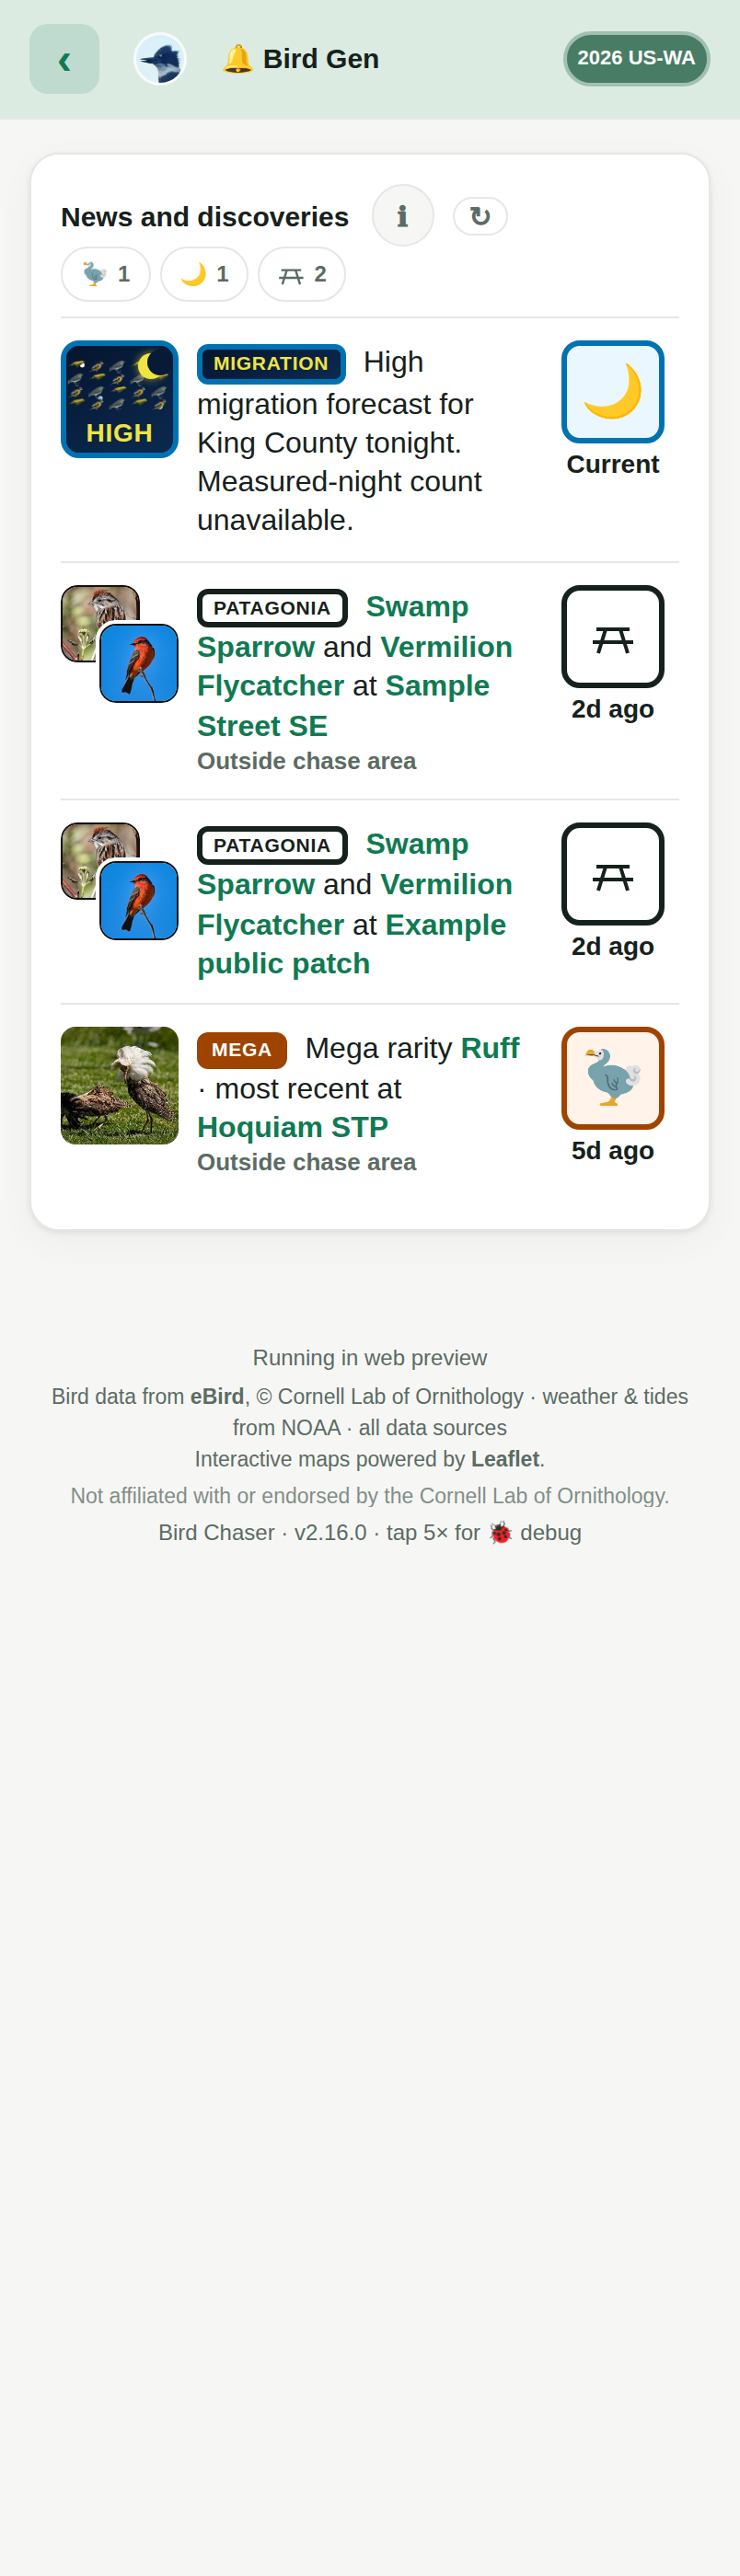 ‹ 🔔 Bird Gen 2026 US-WA
News and discoveries ℹ ↻
🦤 1 🌙 1 2
HIGH
MIGRATION High
migration forecast for
King County tonight.
Measured-night count
unavailable.
Current
PATAGONIA Swamp
Sparrow and Vermilion
Flycatcher at Sample
Street SE
Outside chase area
2d ago
PATAGONIA Swamp
Sparrow and Vermilion
Flycatcher at Example
public patch
2d ago
MEGA Mega rarity Ruff
· most recent at
Hoquiam STP
Outside chase area
5d ago
Running in web preview
Bird data from eBird, © Cornell Lab of Ornithology · weather & tides
from NOAA · all data sources
Interactive maps powered by Leaflet.
Not affiliated with or endorsed by the Cornell Lab of Ornithology.
Bird Chaser · v2.16.0 · tap 5× for 🐞 debug